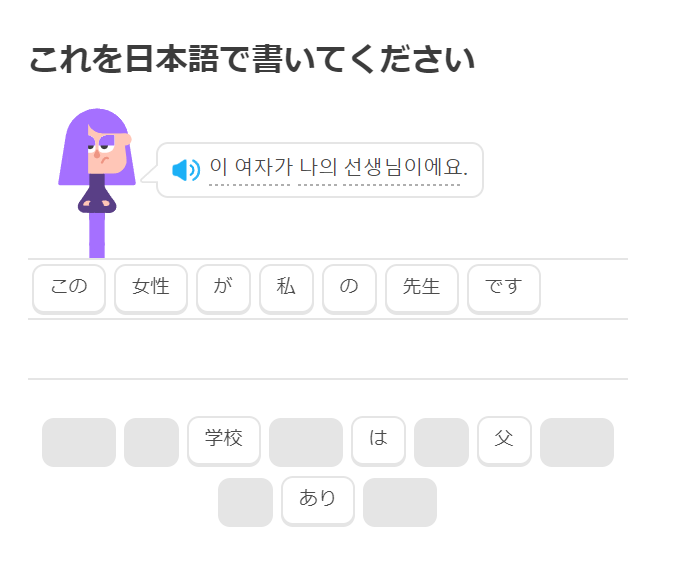 これを日本語で書いてください
이 여자가 나의 선생님이에요.
この 女性 が 私 の 先生 です
学校 は 父
あり